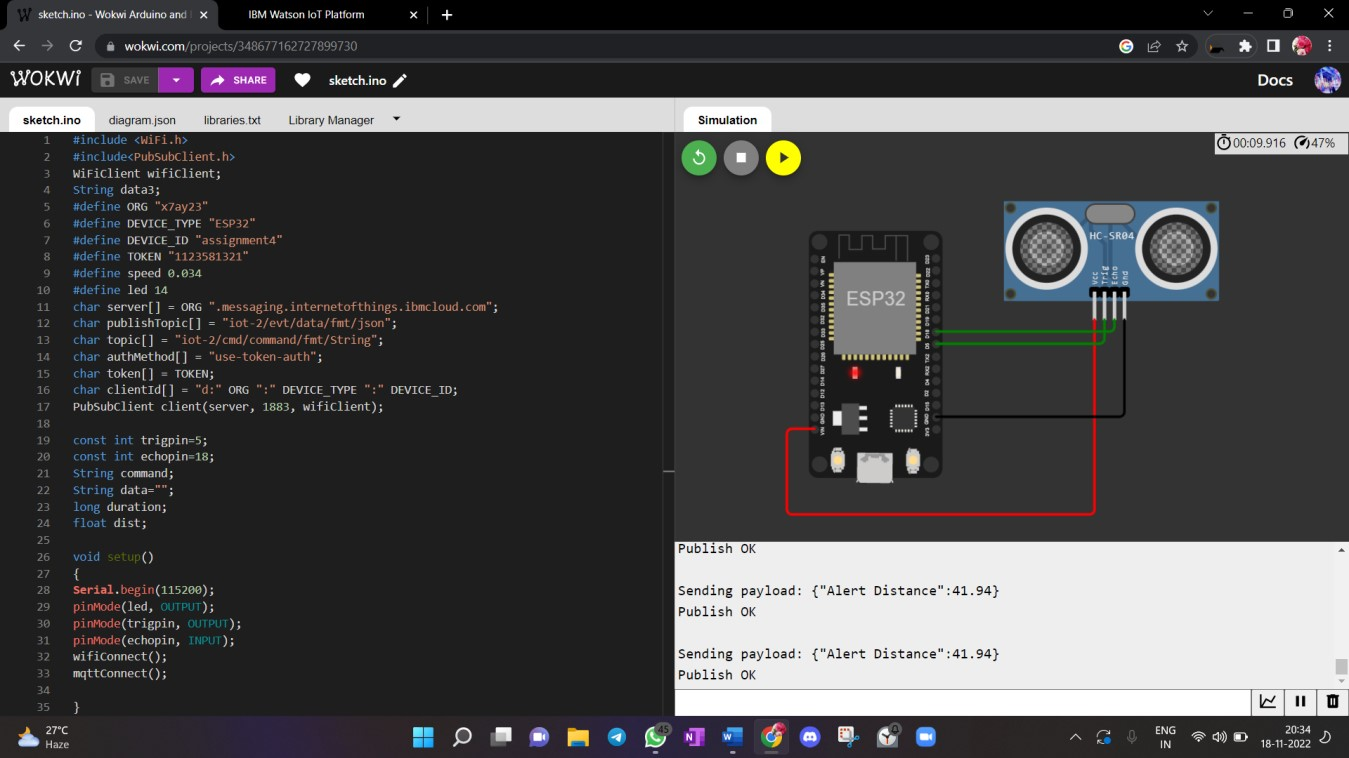 sketch.ino - Wokwi Arduino and
IBM Watson IoT Platform
wokwi.com/projects/348677162727899730
WOKWI
SAVE
SHARE
sketch.ino
Docs
sketch.ino
diagram.json
libraries.txt
Library Manager
Simulation
1 #include <WiFi.h>
2 #include<PubSubClient.h>
3 WiFiClient wifiClient;
4 String data3;
5 #define ORG "x7ay23"
6 #define DEVICE_TYPE "ESP32"
7 #define DEVICE_ID "assignment4"
8 #define TOKEN "1123581321"
9 #define speed 0.034
10 #define led 14
11 char server[] = ORG ".messaging.internetofthings.ibmcloud.com";
12 char publishTopic[] = "iot-2/evt/data/fmt/json";
13 char topic[] = "iot-2/cmd/command/fmt/String";
14 char authMethod[] = "use-token-auth";
15 char token[] = TOKEN;
16 char clientId[] = "d:" ORG ":" DEVICE_TYPE ":" DEVICE_ID;
17 PubSubClient client(server, 1883, wifiClient);
18
19 const int trigpin=5;
20 const int echopin=18;
21 String command;
22 String data="";
23 long duration;
24 float dist;
25
26 void setup()
27 {
28 Serial.begin(115200);
29 pinMode(led, OUTPUT);
30 pinMode(trigpin, OUTPUT);
31 pinMode(echopin, INPUT);
32 wifiConnect();
33 mqttConnect();
34
35 }
00:09.916
47%
HC-SR04
Vcc
Trig
Echo
Gnd
ESP32
Publish OK
Sending payload: {"Alert Distance":41.94}
Publish OK
Sending payload: {"Alert Distance":41.94}
Publish OK
27°C
Haze
45
ENG
IN
20:34
18-11-2022